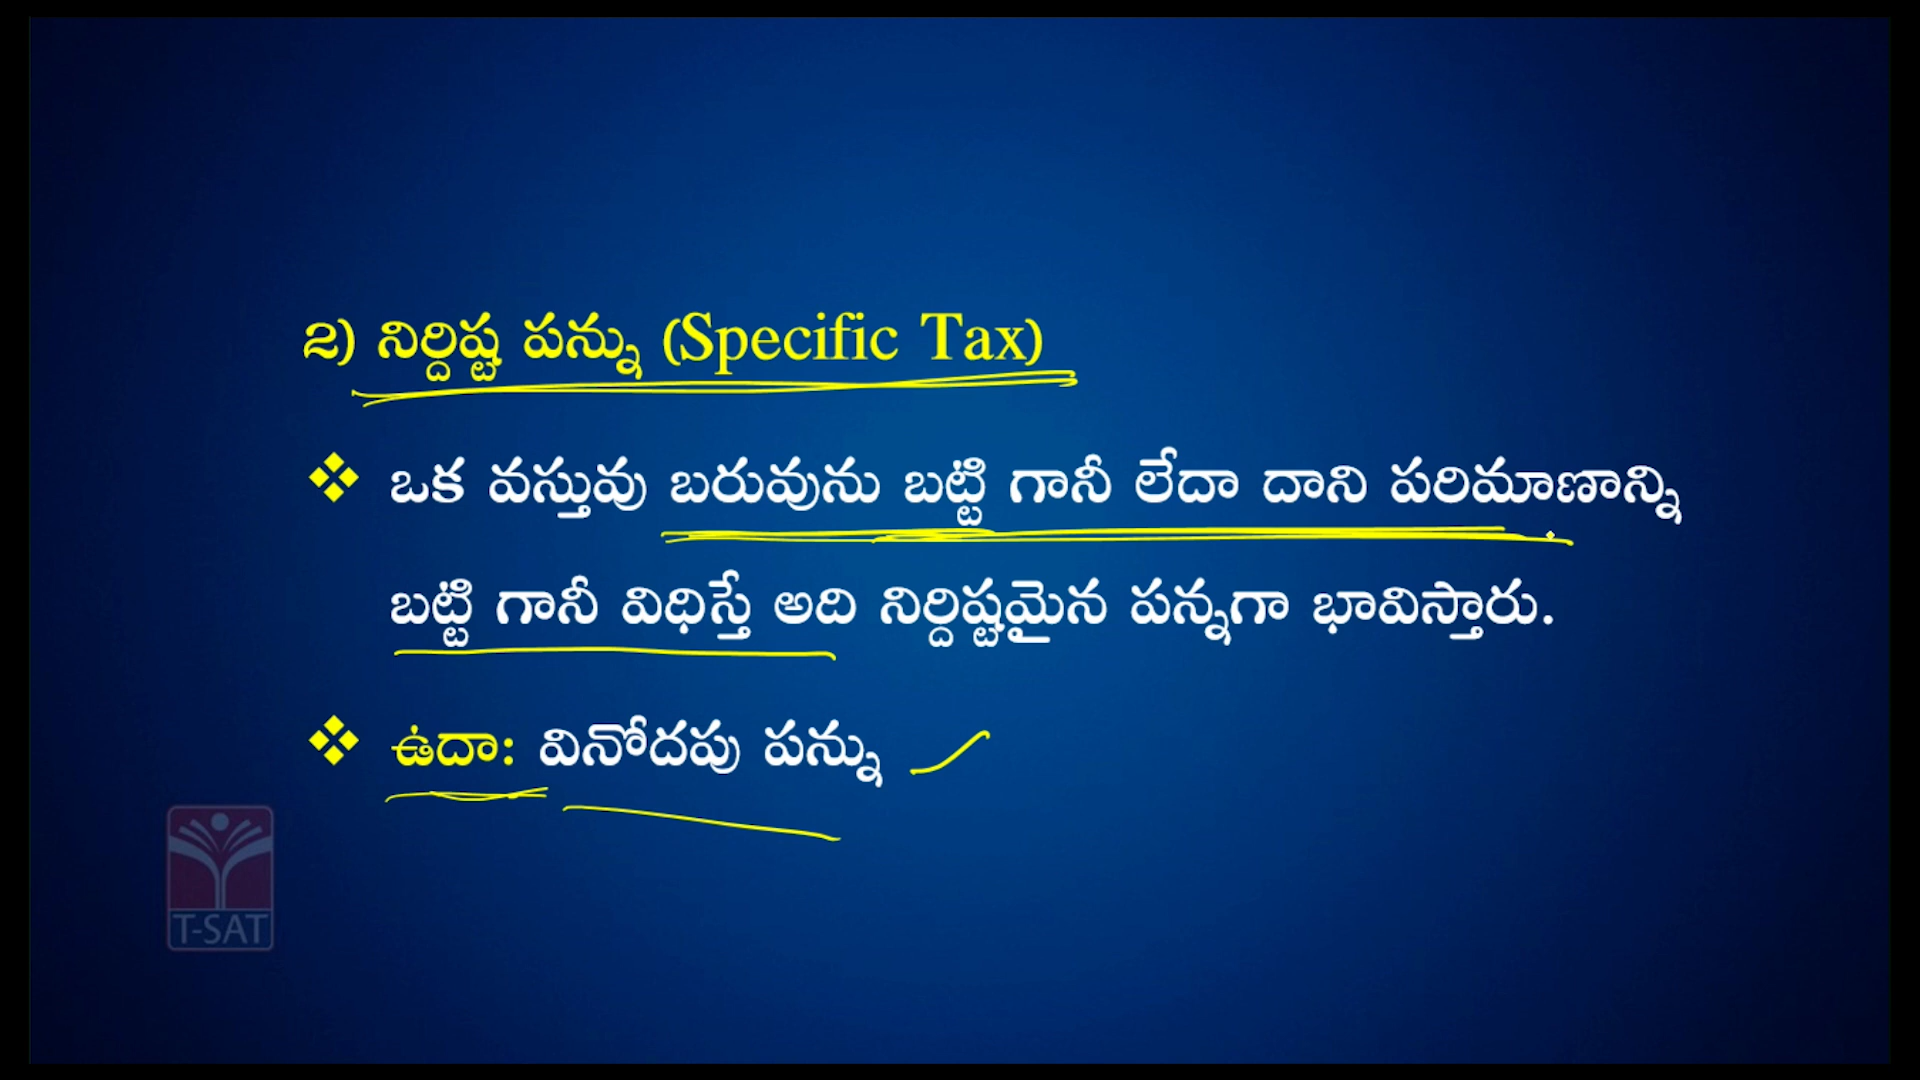 ౨) నిర్దిష్ట పన్ను (Specific Tax)
ఒక వస్తువు బరువును బట్టి గానీ లేదా దాని పరిమాణాన్ని
బట్టి గానీ విధిస్తే అది నిర్దిష్టమైన పన్నుగా భావిస్తారు.
ఉదా: వినోదపు పన్ను
T-SAT